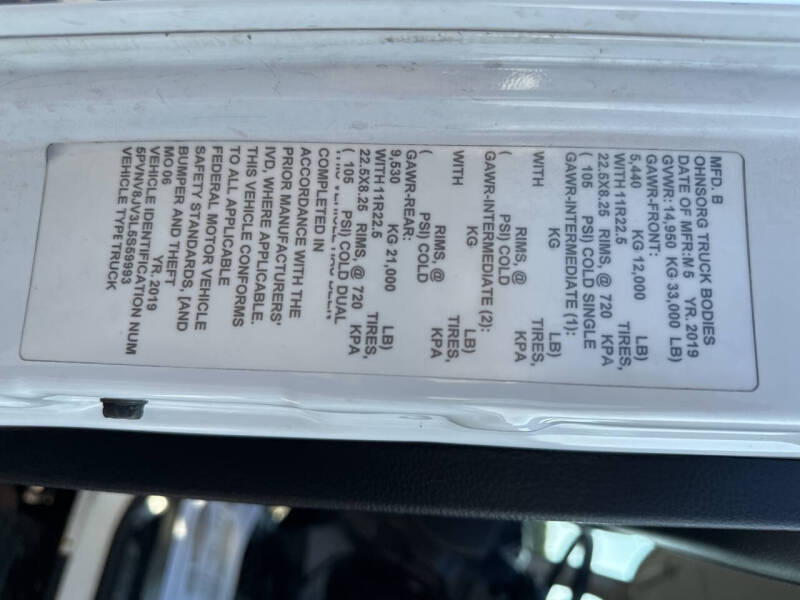 MFD. B
OHNSORG TRUCK BODIES
DATE OF MFR:M 5 YR. 2019
GVWR: 14,950 KG 33,000 LB)
GAWR-FRONT:
5,440 KG 12,000 LB)
WITH 11R22.5 TIRES,
22.5X8.25 RIMS, @ 720 KPA
( 105 PSI) COLD SINGLE
GAWR-INTERMEDIATE (1):
KG LB)
WITH TIRES,
RIMS, @ KPA
( PSI) COLD
GAWR-INTERMEDIATE (2):
KG LB)
WITH TIRES,
RIMS, @ KPA
( PSI) COLD
GAWR-REAR:
9,530 KG 21,000 LB)
WITH 11R22.5 TIRES,
22.5X8.25 RIMS, @ 720 KPA
( 105 PSI) COLD DUAL
THIS VEHICLE HAS BEEN
COMPLETED IN
ACCORDANCE WITH THE
PRIOR MANUFACTURERS'
IVD, WHERE APPLICABLE.
THIS VEHICLE CONFORMS
TO ALL APPLICABLE
FEDERAL MOTOR VEHICLE
SAFETY STANDARDS, [AND
BUMPER AND THEFT
MO 06 YR. 2019
VEHICLE IDENTIFICATION NUM
5PVNV8JV3L5S59993
VEHICLE TYPE TRUCK